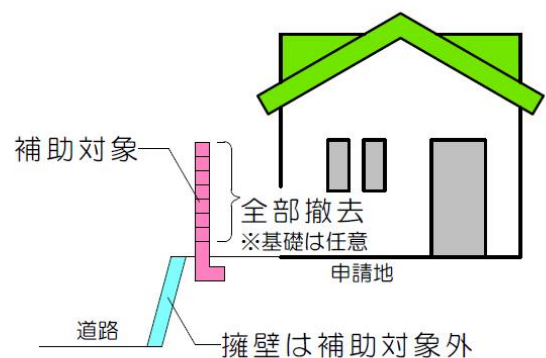 補助対象
全部撤去
※基礎は任意
申請地
道路
擁壁は補助対象外